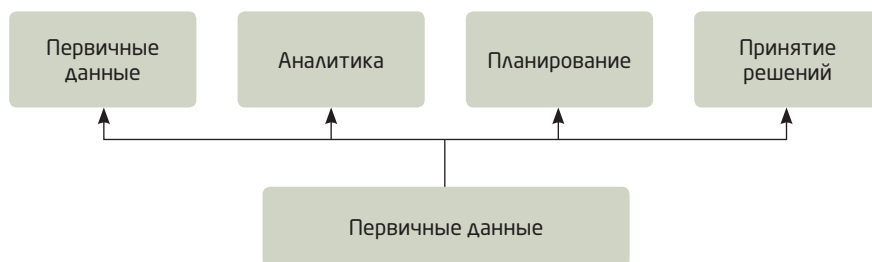 Первичные
данные
Аналитика
Планирование
Принятие
решений
Первичные данные